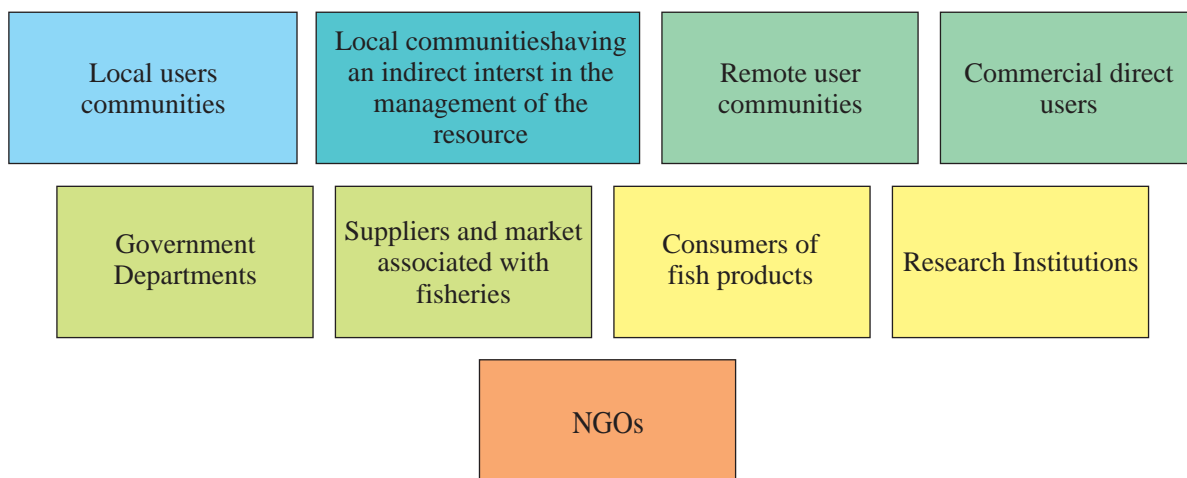 Local users
communities
Local communitieshaving
an indirect interst in the
management of the
resource
Remote user
communities
Commercial direct
users
Government
Departments
Suppliers and market
associated with
fisheries
Consumers of
fish products
Research Institutions
NGOs